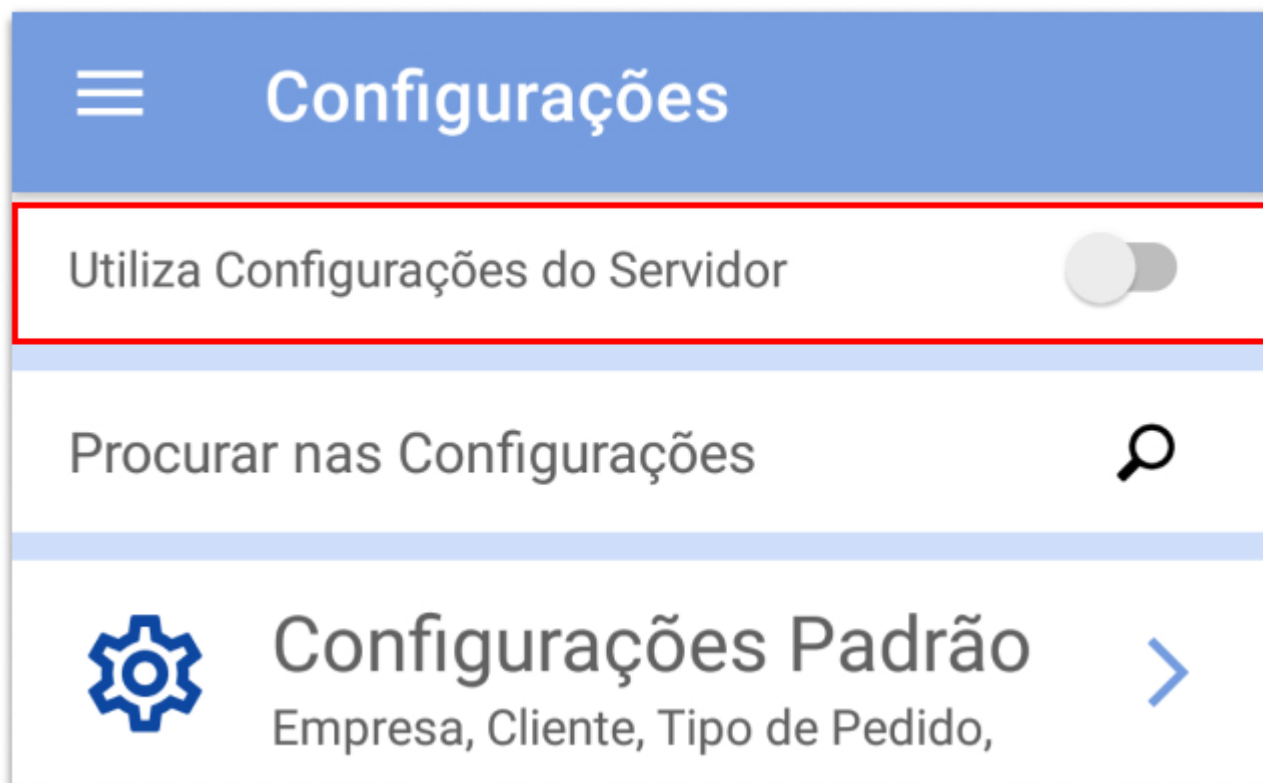 Configurações
Utiliza Configurações do Servidor
Procurar nas Configurações
Configurações Padrão
Empresa, Cliente, Tipo de Pedido,